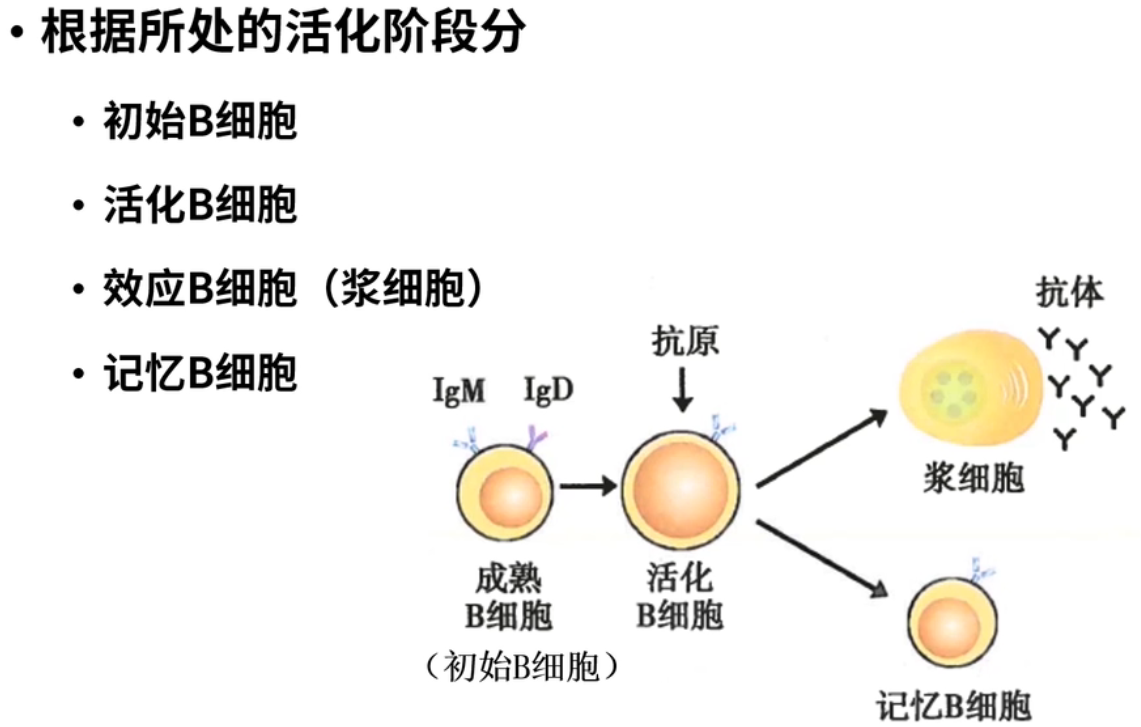 • 根据所处的活化阶段分
• 初始B细胞
• 活化B细胞
• 效应B细胞（浆细胞）
• 记忆B细胞
抗体
抗原
IgM IgD
浆细胞
成熟
B细胞
（初始B细胞）
活化
B细胞
记忆B细胞